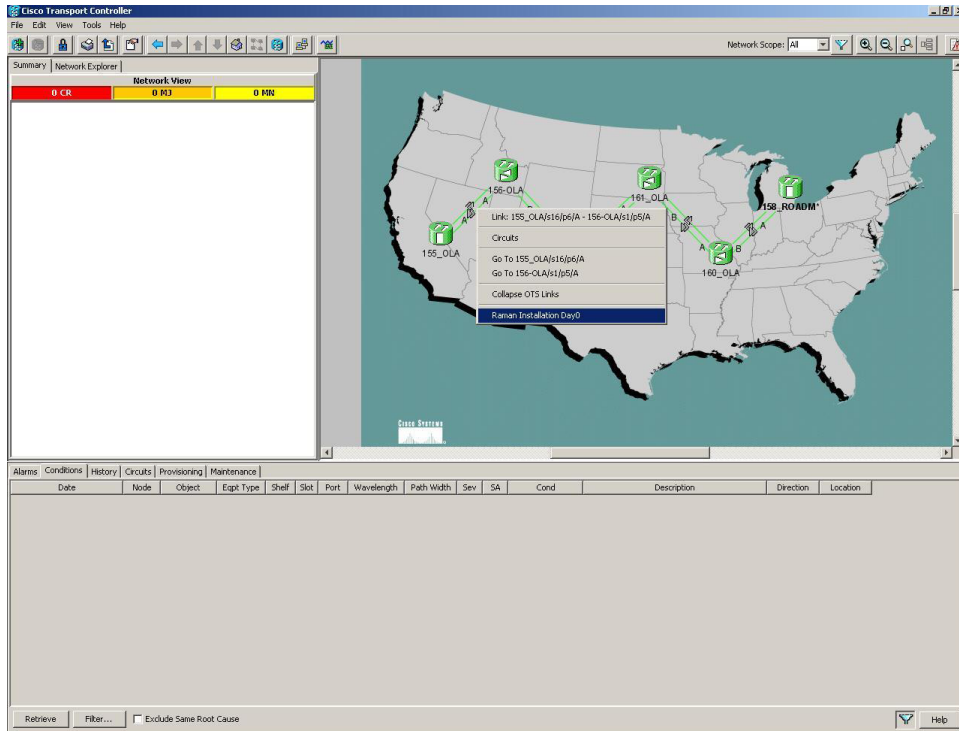 Cisco Transport Controller
File Edit View Tools Help
Network Scope: All
Summary Network Explorer
Network View
0 CR 0 MJ 0 MN
156-OLA
A
161_OLA
158_ROADM*
A
B
A
155_OLA
A B
160_OLA
Link: 155_OLA/s16/p6/A - 156-OLA/s1/p5/A
Circuits
Go To 155_OLA/s16/p6/A
Go To 156-OLA/s1/p5/A
Collapse OTS Links
Raman Installation Day0
Cisco Systems
Alarms Conditions History Circuits Provisioning Maintenance
Date Node Object Eqpt Type Shelf Slot Port Wavelength Path Width Sev SA Cond Description Direction Location
Retrieve Filter... Exclude Same Root Cause Help